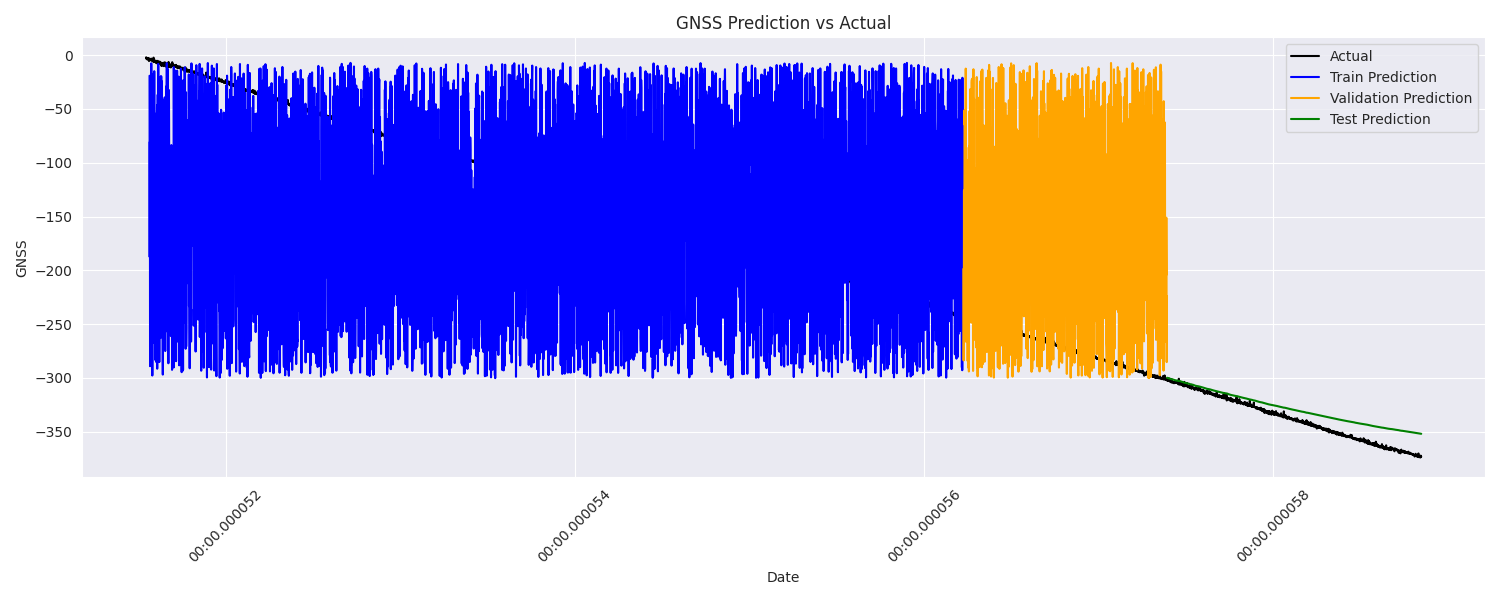 GNSS Prediction vs Actual
Actual
Train Prediction
Validation Prediction
Test Prediction
GNSS
0
−50
−100
−150
−200
−250
−300
−350
00:00.000052
00:00.000054
00:00.000056
00:00.000058
Date